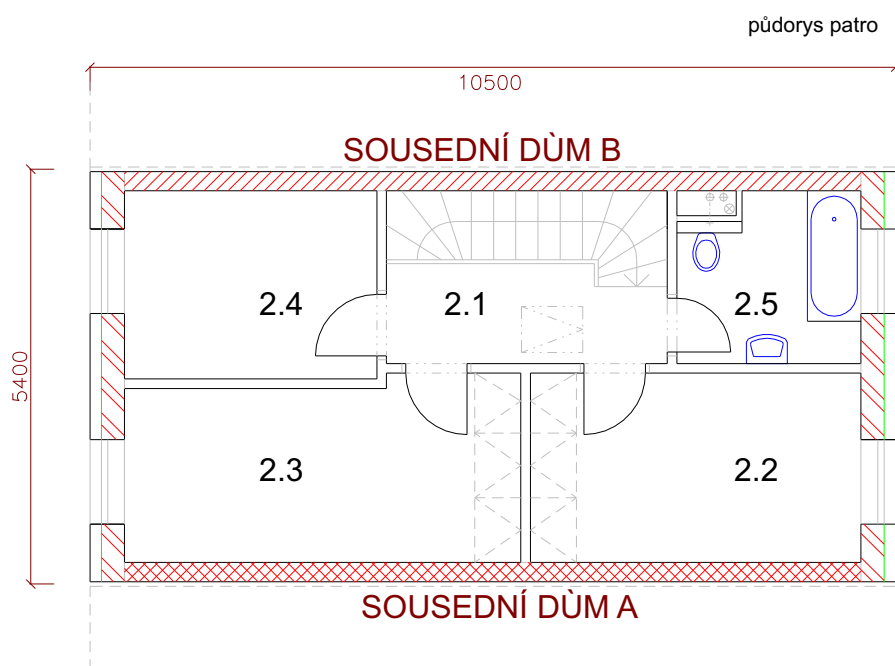 půdorys patro
10500
SOUSEDNÍ DÙM B
2.4
2.1
2.5
5400
2.3
2.2
SOUSEDNÍ DÙM A